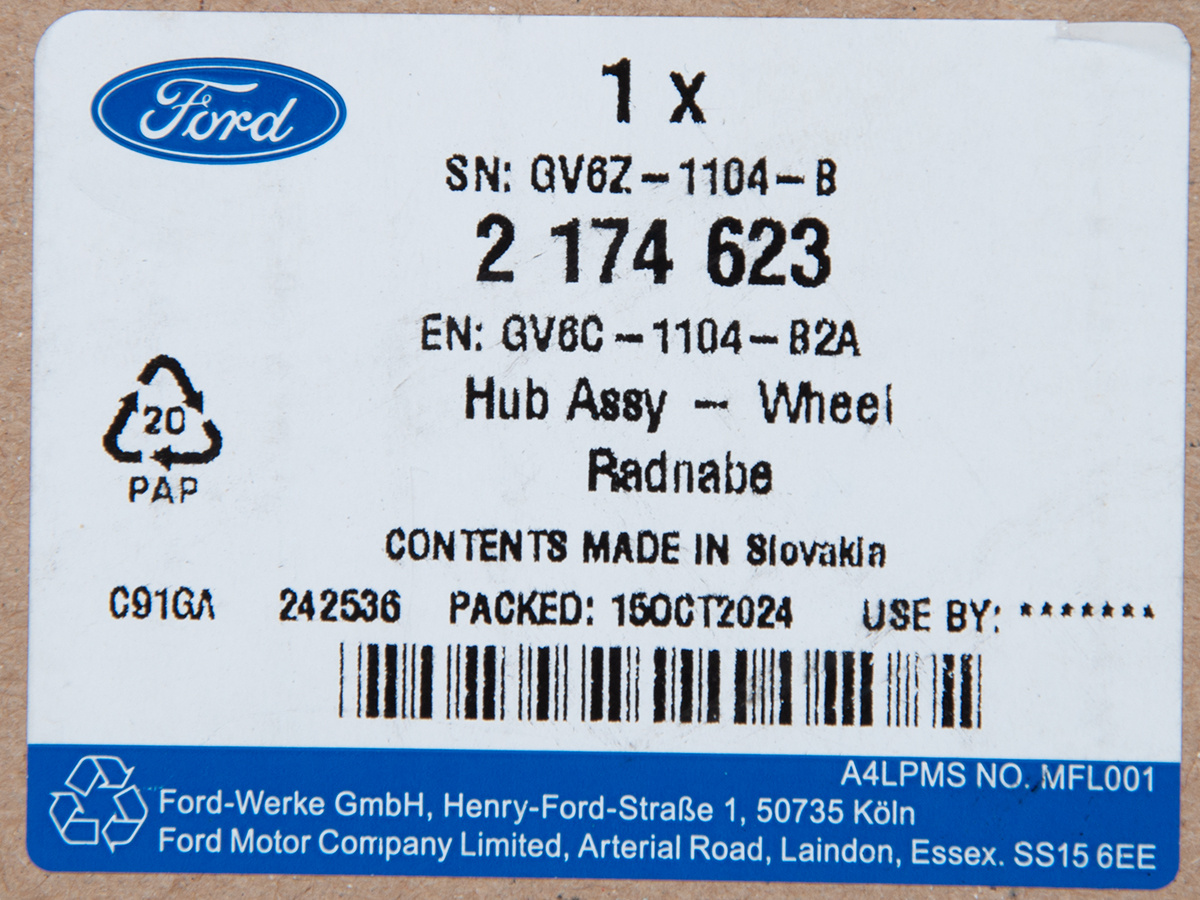 Ford
1 x
SN: GV6Z-1104-B
2 174 623
EN: GV6C-1104-B2A
Hub Assy - Wheel
Radnabe
20
PAP
CONTENTS MADE IN Slovakia
C91GA 242536 PACKED: 15OCT2024 USE BY: *******
A4LPMS NO. MFL001
Ford-Werke GmbH, Henry-Ford-Straße 1, 50735 Köln
Ford Motor Company Limited, Arterial Road, Laindon, Essex. SS15 6EE